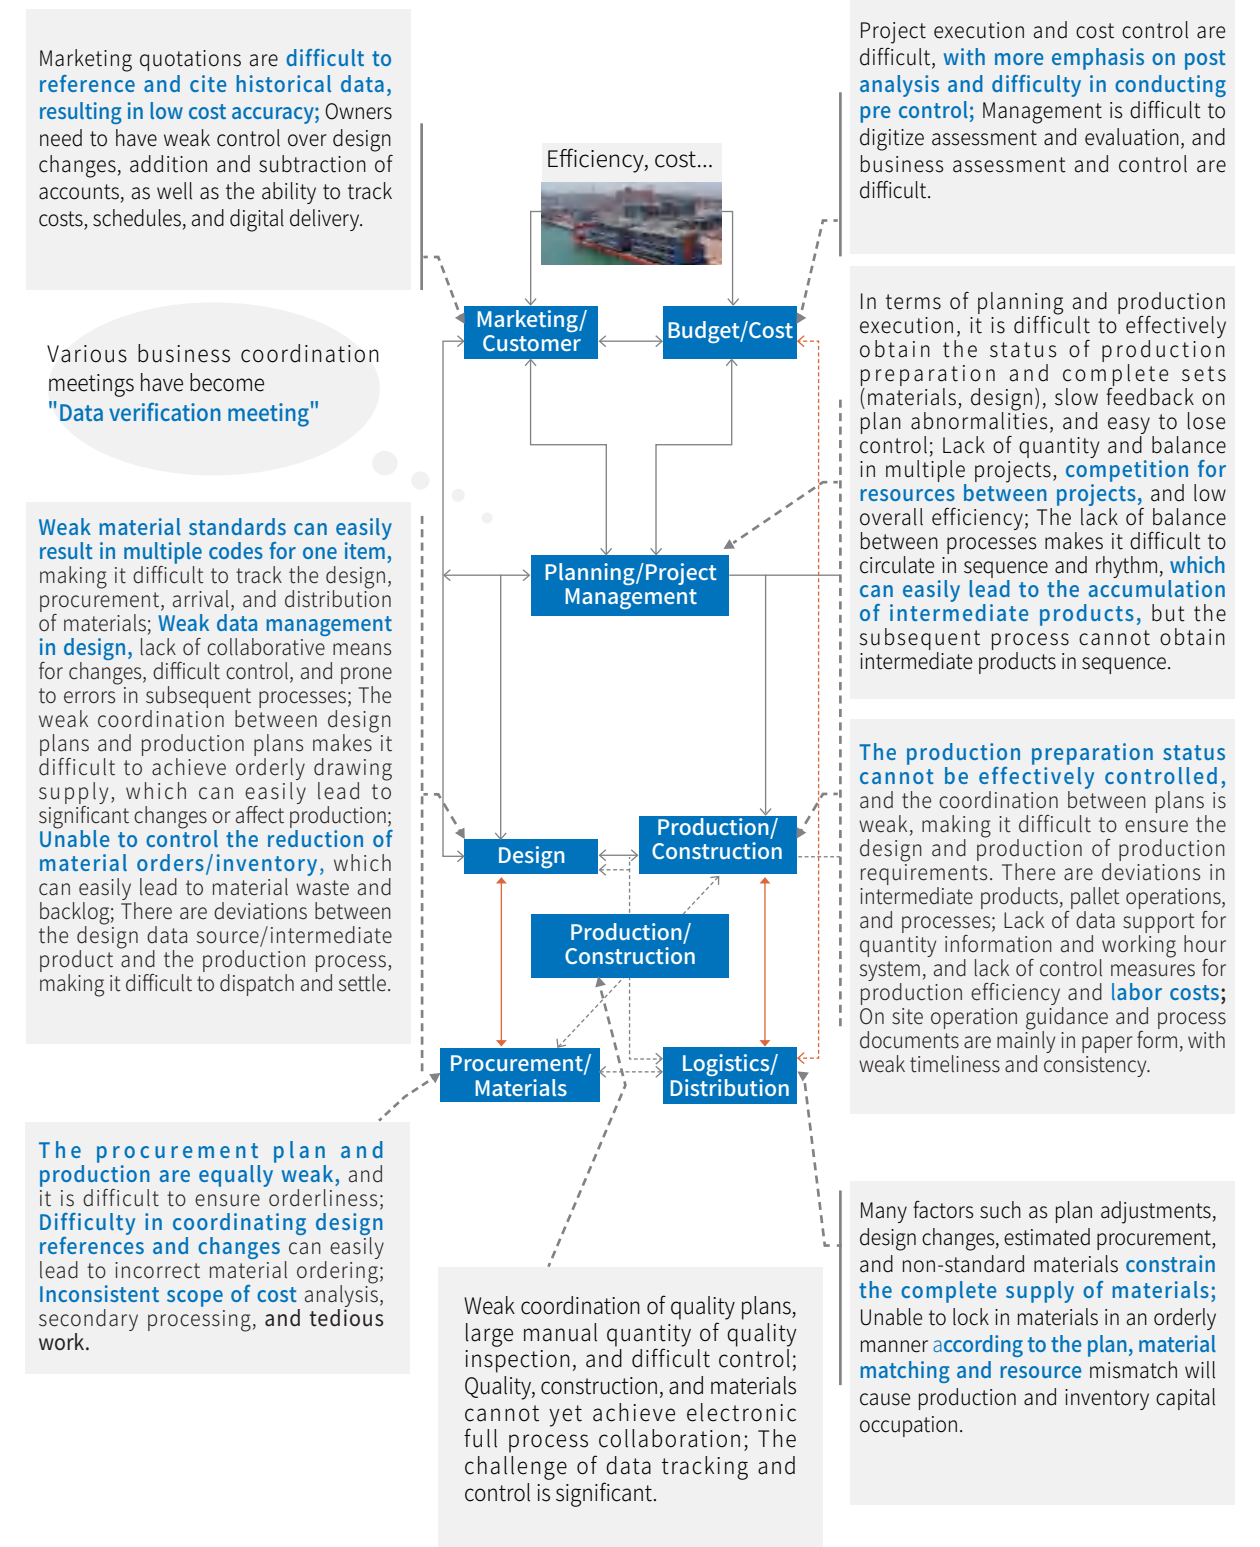 Marketing quotations are difficult to
reference and cite historical data,
resulting in low cost accuracy; Owners
need to have weak control over design
changes, addition and subtraction of
accounts, as well as the ability to track
costs, schedules, and digital delivery.
Project execution and cost control are
difficult, with more emphasis on post
analysis and difficulty in conducting
pre control; Management is difficult to
digitize assessment and evaluation, and
business assessment and control are
difficult.
Efficiency, cost...
Marketing/
Customer
Budget/Cost
Various business coordination
meetings have become
"Data verification meeting"
In terms of planning and production
execution, it is difficult to effectively
obtain the status of production
preparation and complete sets
(materials, design), slow feedback on
plan abnormalities, and easy to lose
control; Lack of quantity and balance
in multiple projects, competition for
resources between projects, and low
overall efficiency; The lack of balance
between processes makes it difficult to
circulate in sequence and rhythm, which
can easily lead to the accumulation
of intermediate products, but the
subsequent process cannot obtain
intermediate products in sequence.
Weak material standards can easily
result in multiple codes for one item,
making it difficult to track the design,
procurement, arrival, and distribution
of materials; Weak data management
in design, lack of collaborative means
for changes, difficult control, and prone
to errors in subsequent processes; The
weak coordination between design
plans and production plans makes it
difficult to achieve orderly drawing
supply, which can easily lead to
significant changes or affect production;
Unable to control the reduction of
material orders/inventory, which
can easily lead to material waste and
backlog; There are deviations between
the design data source/intermediate
product and the production process,
making it difficult to dispatch and settle.
Planning/Project
Management
Design
Production/
Construction
Production/
Construction
Procurement/
Materials
Logistics/
Distribution
The production preparation status
cannot be effectively controlled,
and the coordination between plans is
weak, making it difficult to ensure the
design and production of production
requirements. There are deviations in
intermediate products, pallet operations,
and processes; Lack of data support for
quantity information and working hour
system, and lack of control measures for
production efficiency and labor costs;
On site operation guidance and process
documents are mainly in paper form, with
weak timeliness and consistency.
The procurement plan and
production are equally weak, and
it is difficult to ensure orderliness;
Difficulty in coordinating design
references and changes can easily
lead to incorrect material ordering;
Inconsistent scope of cost analysis,
secondary processing, and tedious
work.
Weak coordination of quality plans,
large manual quantity of quality
inspection, and difficult control;
Quality, construction, and materials
cannot yet achieve electronic
full process collaboration; The
challenge of data tracking and
control is significant.
Many factors such as plan adjustments,
design changes, estimated procurement,
and non-standard materials constrain
the complete supply of materials;
Unable to lock in materials in an orderly
manner according to the plan, material
matching and resource mismatch will
cause production and inventory capital
occupation.